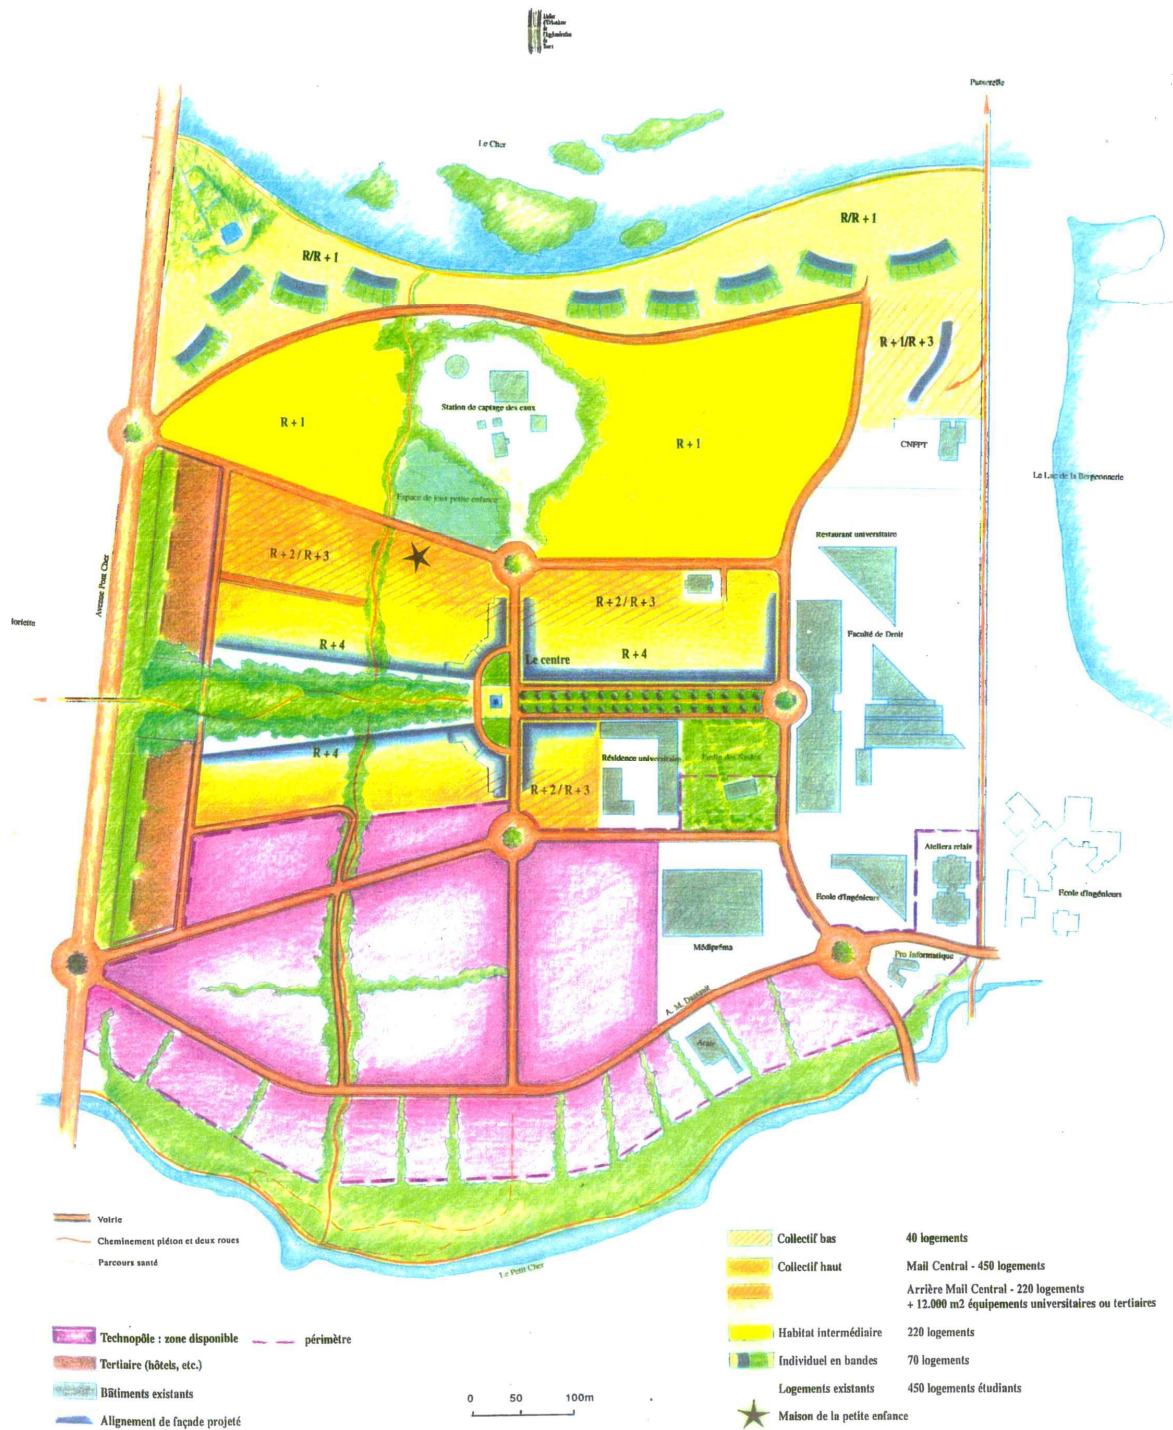 Passerelle
Le Cher
R/R + 1
R/R + 1
R + 1/R + 3
Station de captage des eaux
R + 1
R + 1
CNFPT
Le Lac de la Bergeonnerie
Espace de jeux petite enfance
Restaurant universitaire
Avenue Pont Cher
R + 2 / R + 3
R + 2 / R + 3
Faculté de Droit
R + 4
R + 4
Le centre
R + 4
Résidence universitaire
R + 2 / R + 3
Ateliers relais
Ecole d'Ingénieurs
Ecole d'Ingénieurs
Médipréma
Pro Informatique
A. M. Dassault
Le Petit Cher
Voirie
Cheminement piéton et deux roues
Parcours santé
Technopôle : zone disponible
périmètre
Tertiaire (hôtels, etc.)
Bâtiments existants
Alignement de façade projeté
0 50 100m
Collectif bas 40 logements
Collectif haut Mail Central - 450 logements
Arrière Mail Central - 220 logements
+ 12.000 m2 équipements universitaires ou tertiaires
Habitat intermédiaire 220 logements
Individuel en bandes 70 logements
Logements existants 450 logements étudiants
Maison de la petite enfance